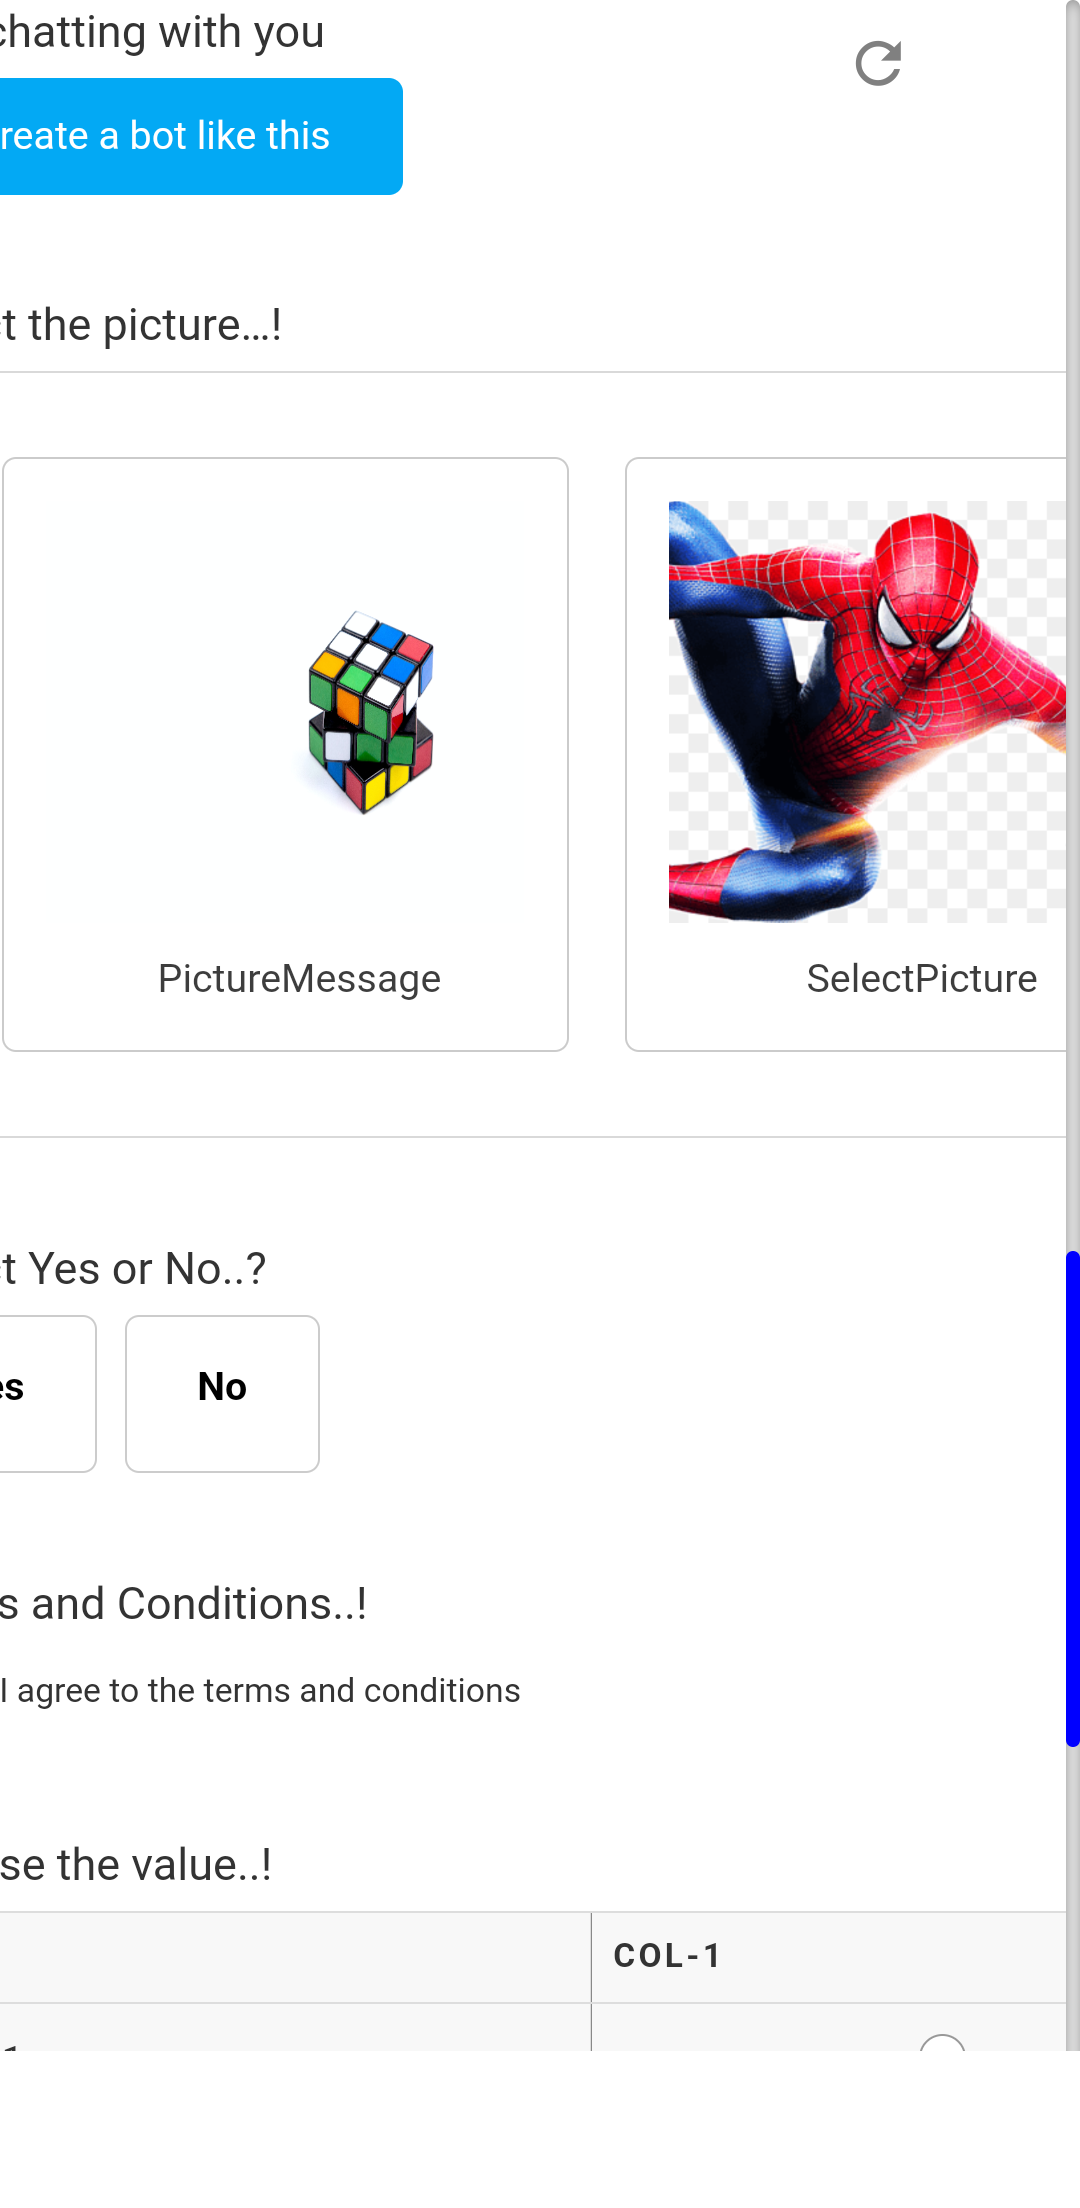 chatting with you
reate a bot like this
t the picture...!
PictureMessage
SelectPicture
t Yes or No..?
es
No
s and Conditions..!
I agree to the terms and conditions
se the value..!
COL-1